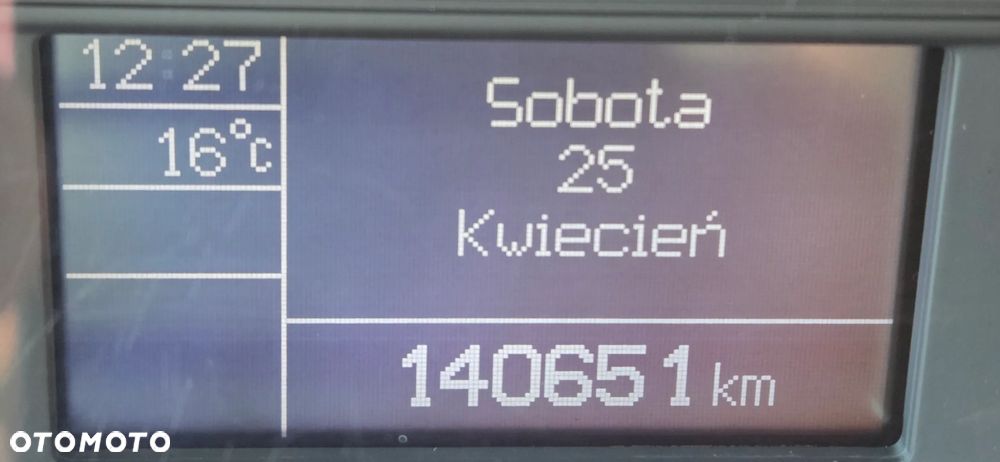 12:27
16°C
Sobota
25
Kwiecień
140651 km
OTOMOTO